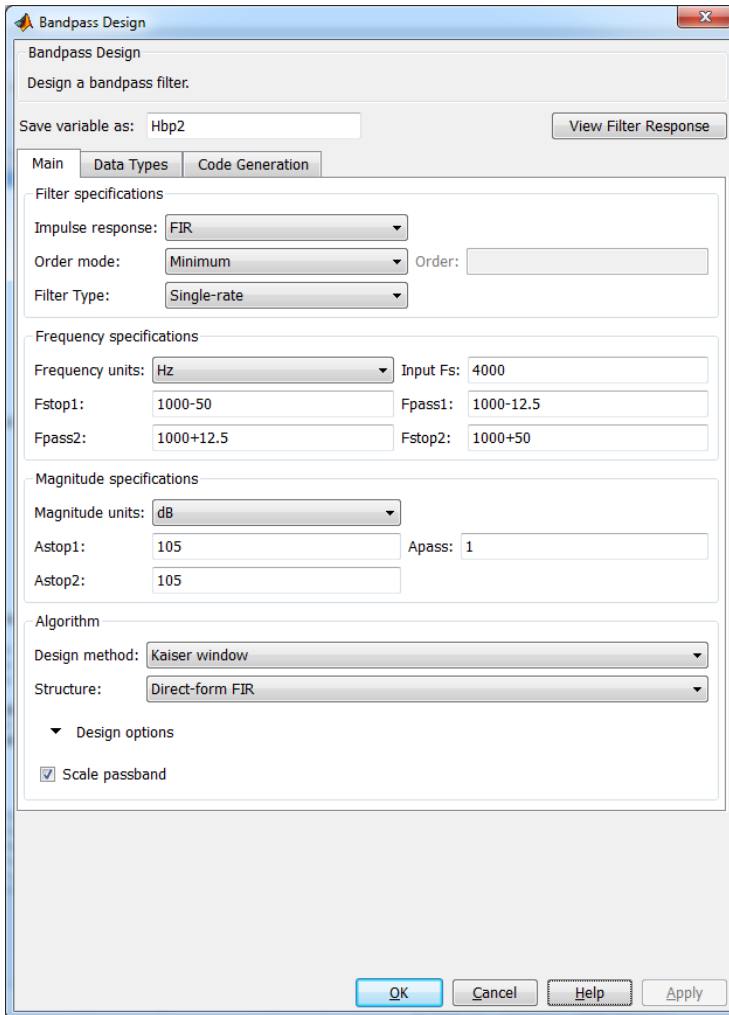 Bandpass Design
x
Bandpass Design
Design a bandpass filter.
Save variable as: Hbp2 View Filter Response
Main Data Types Code Generation
Filter specifications
Impulse response: FIR
Order mode: Minimum Order:
Filter Type: Single-rate
Frequency specifications
Frequency units: Hz Input Fs: 4000
Fstop1: 1000-50 Fpass1: 1000-12.5
Fpass2: 1000+12.5 Fstop2: 1000+50
Magnitude specifications
Magnitude units: dB
Astop1: 105 Apass: 1
Astop2: 105
Algorithm
Design method: Kaiser window
Structure: Direct-form FIR
Design options
Scale passband
OK Cancel Help Apply